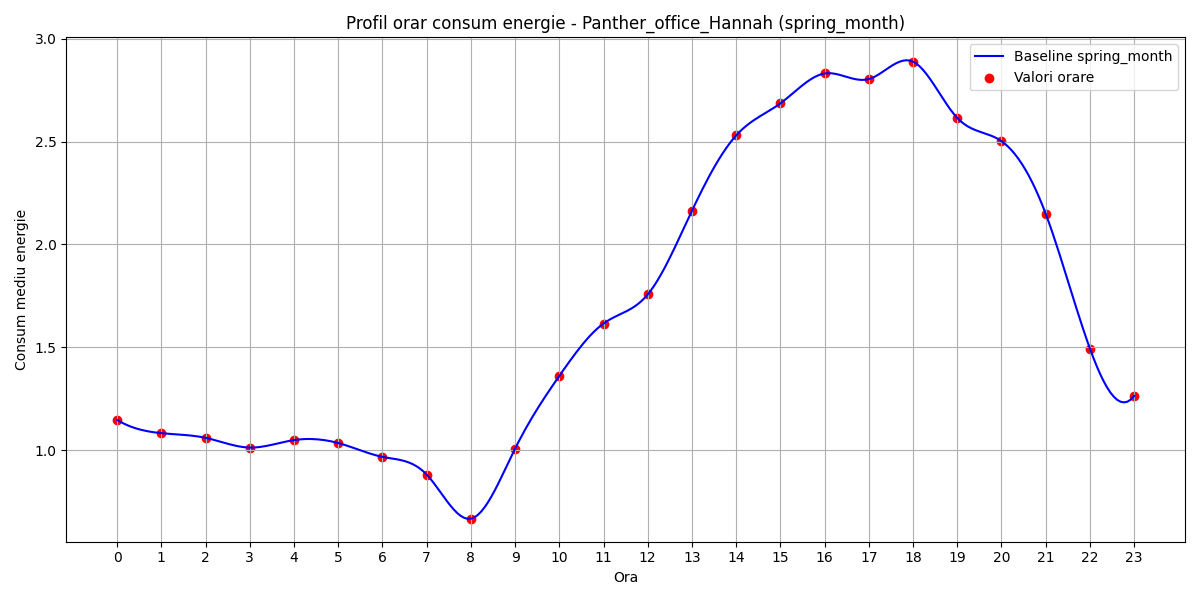 Profil orar consum energie - Panther_office_Hannah (spring_month)
Baseline spring_month
Valori orare
Consum mediu energie
3.0
2.5
2.0
1.5
1.0
0 1 2 3 4 5 6 7 8 9 10 11 12 13 14 15 16 17 18 19 20 21 22 23
Ora